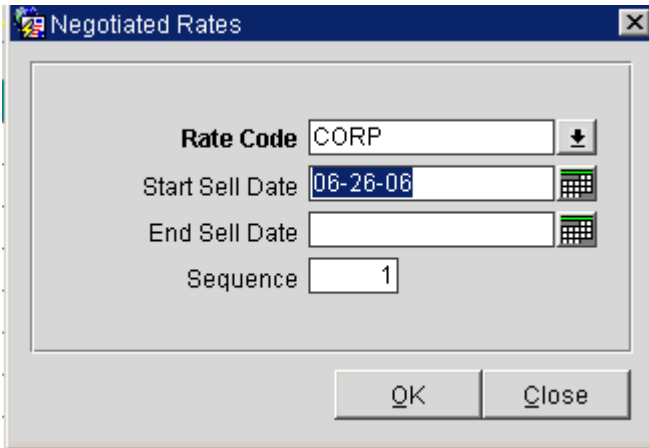 Negotiated Rates
Rate Code CORP
Start Sell Date 06-26-06
End Sell Date
Sequence 1
OK Close